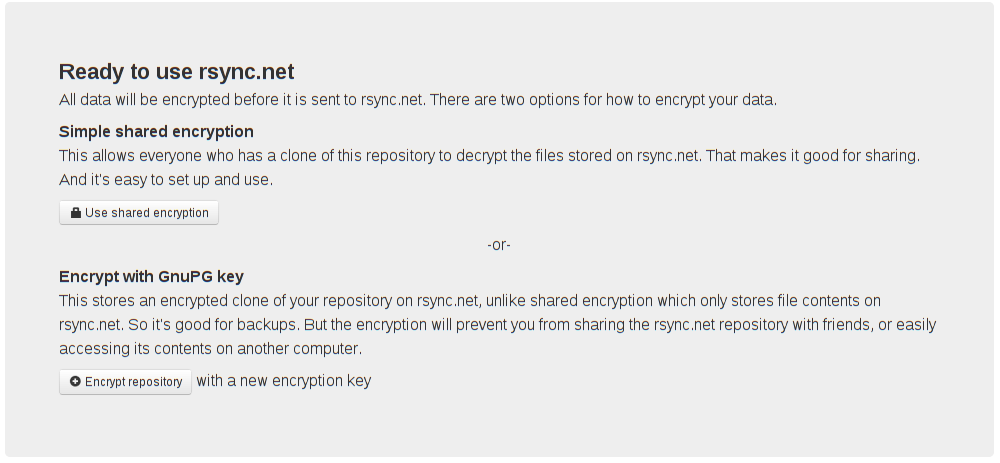 Ready to use rsync.net
All data will be encrypted before it is sent to rsync.net. There are two options for how to encrypt your data.
Simple shared encryption
This allows everyone who has a clone of this repository to decrypt the files stored on rsync.net. That makes it good for sharing.
And it's easy to set up and use.
Use shared encryption
-or-
Encrypt with GnuPG key
This stores an encrypted clone of your repository on rsync.net, unlike shared encryption which only stores file contents on
rsync.net. So it's good for backups. But the encryption will prevent you from sharing the rsync.net repository with friends, or easily
accessing its contents on another computer.
Encrypt repository with a new encryption key